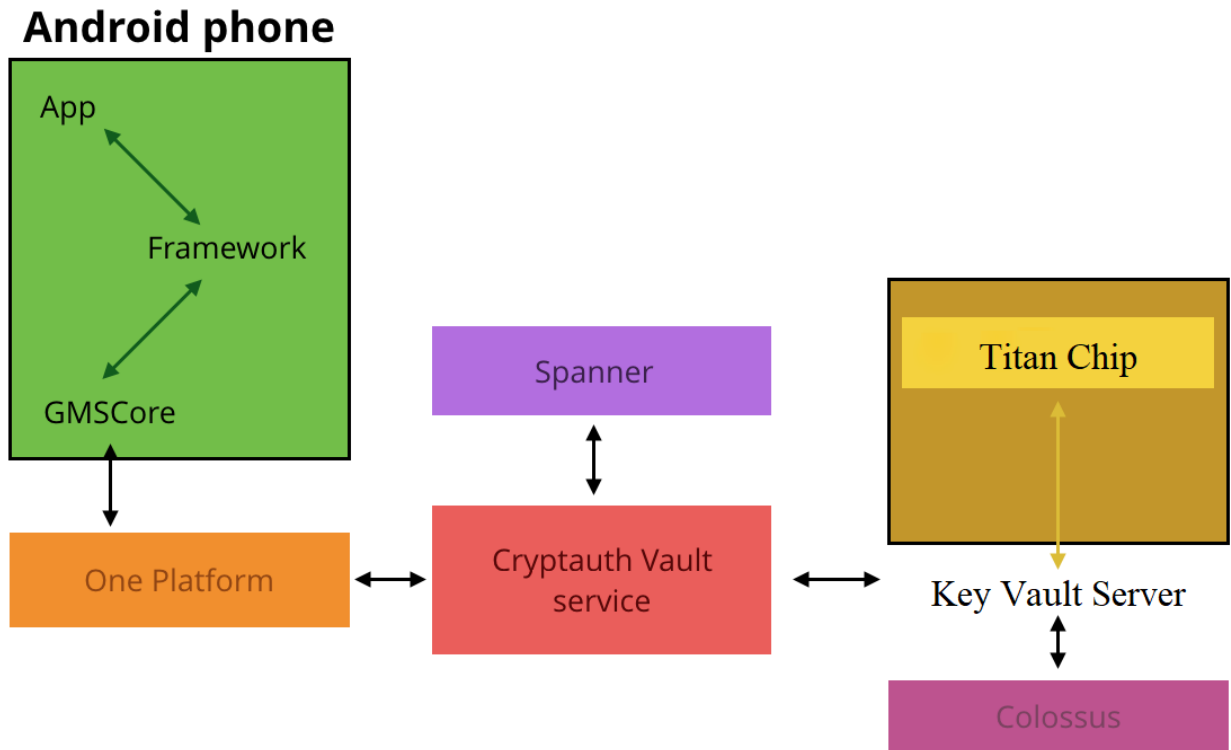 Android phone
App
Framework
GMSCore
One Platform
Spanner
Cryptauth Vault
service
Titan Chip
Key Vault Server
Colossus